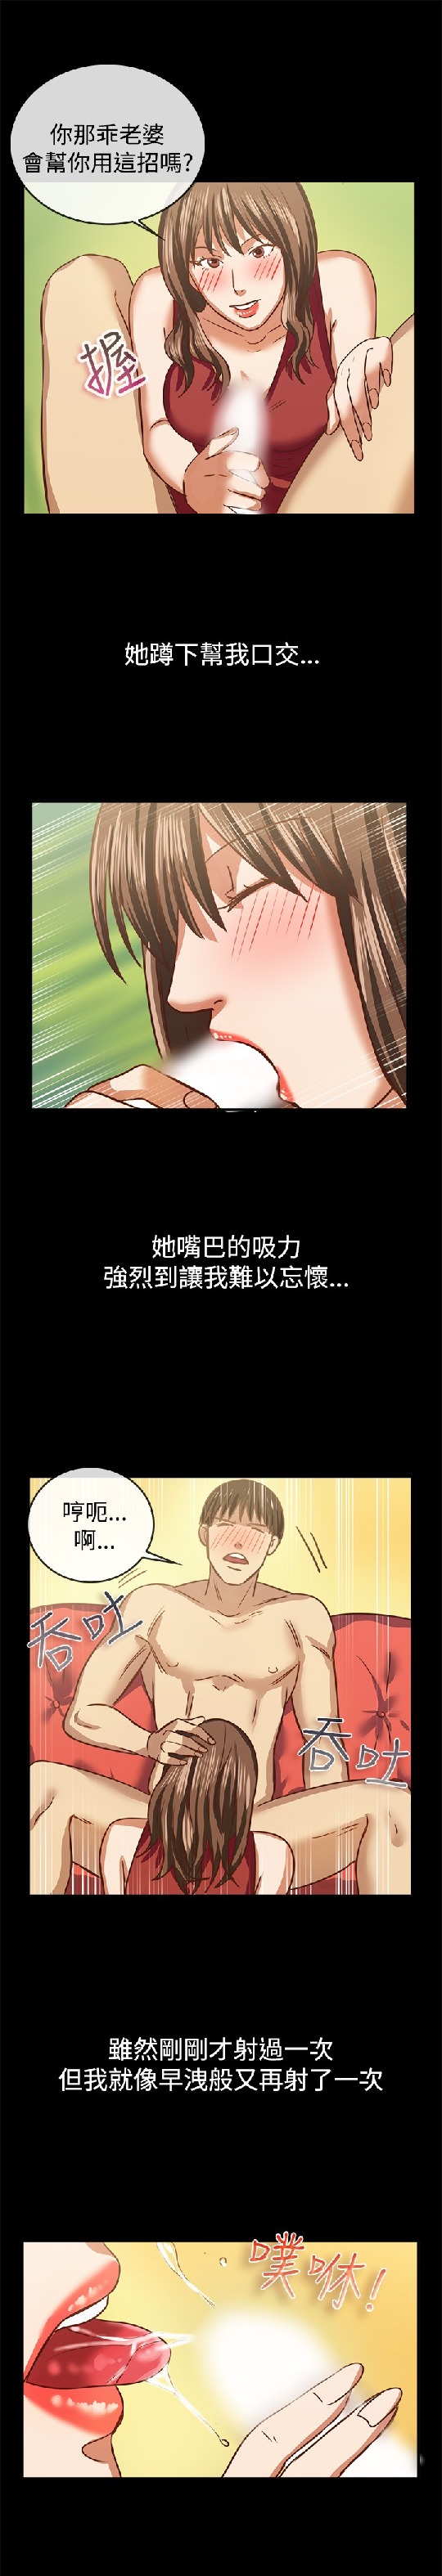 你那乖老婆
會幫你用這招嗎?
握
她蹲下幫我口交...
她嘴巴的吸力
強烈到讓我難以忘懷...
哼呃...
啊...
吞吐
吞吐
雖然剛剛才射過一次
但我就像早洩般又再射了一次
噗咻!